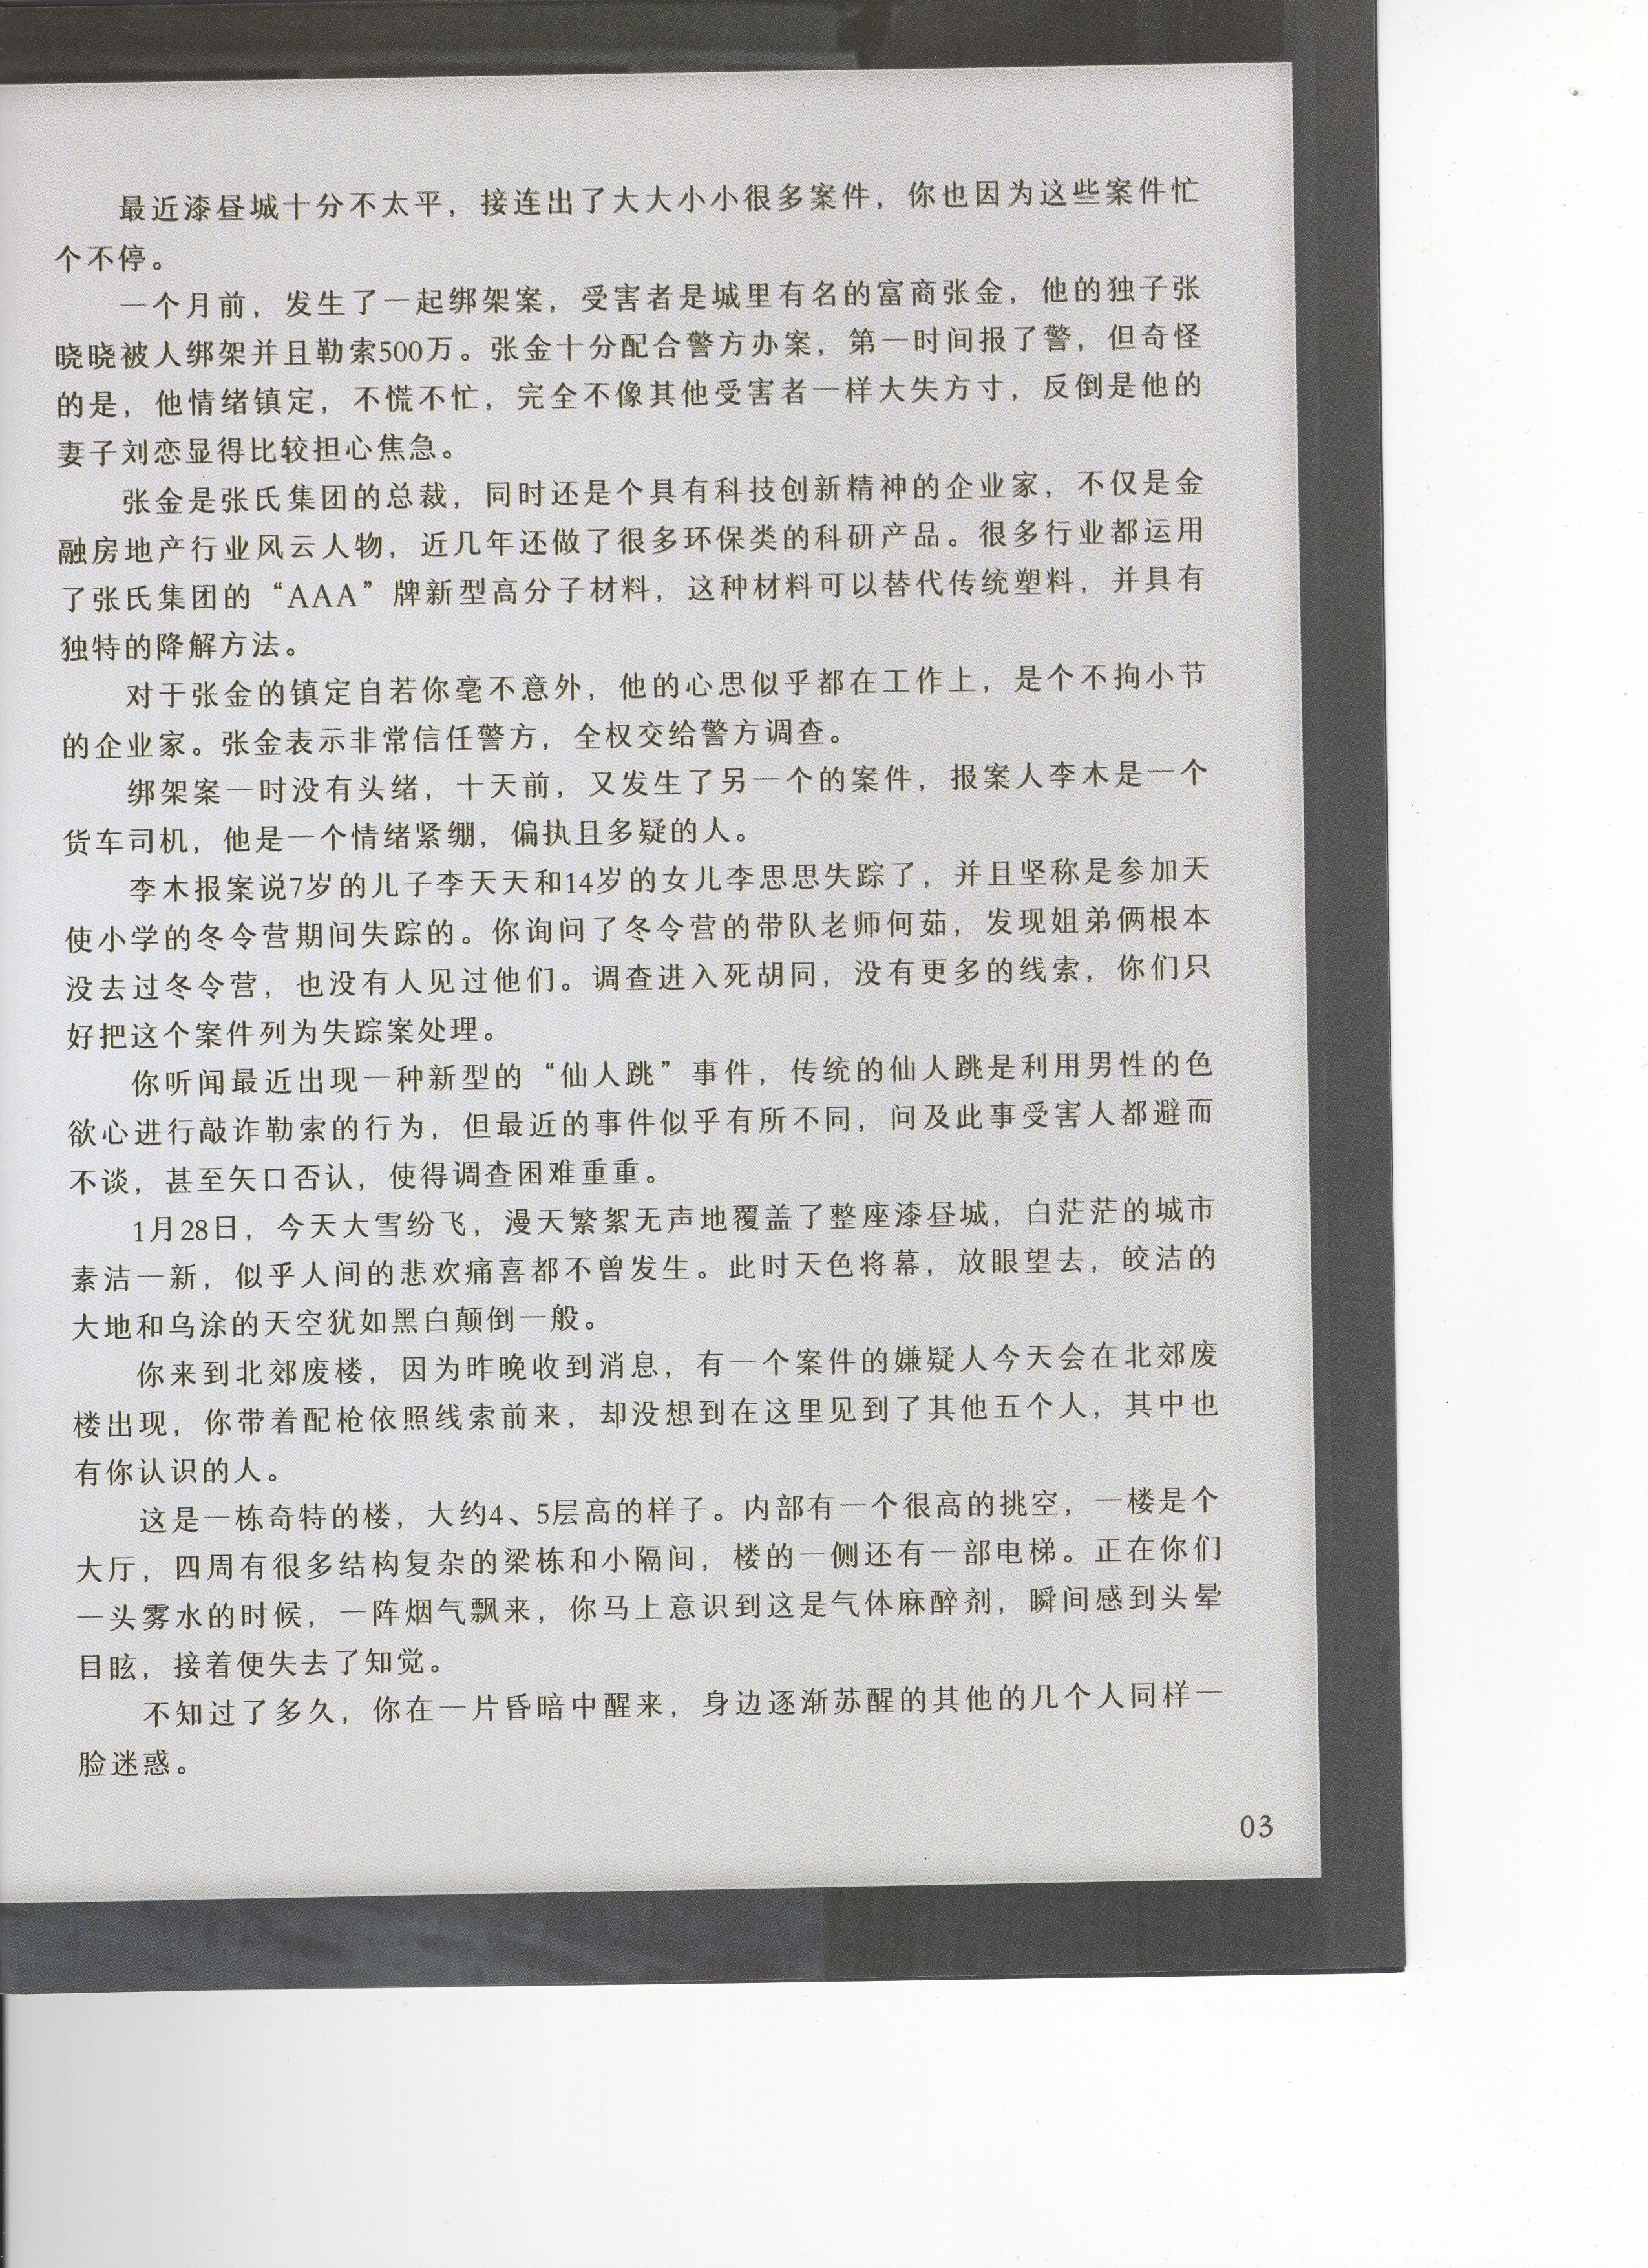 最近漆昼城十分不太平，接连出了大大小小很多案件，你也因为这些案件忙
个不停。
一个月前，发生了一起绑架案，受害者是城里有名的富商张金，他的独子张
晓晓被人绑架并且勒索500万。张金十分配合警方办案，第一时间报了警，但奇怪
的是，他情绪镇定，不慌不忙，完全不像其他受害者一样大失方寸，反倒是他的
妻子刘恋显得比较担心焦急。
张金是张氏集团的总裁，同时还是个具有科技创新精神的企业家，不仅是金
融房地产行业风云人物，近几年还做了很多环保类的科研产品。很多行业都运用
了张氏集团的“AAA”牌新型高分子材料，这种材料可以替代传统塑料，并具有
独特的降解方法。
对于张金的镇定自若你毫不意外，他的心思似乎都在工作上，是个不拘小节
的企业家。张金表示非常信任警方，全权交给警方调查。
绑架案一时没有头绪，十天前，又发生了另一个的案件，报案人李木是一个
货车司机，他是一个情绪紧绷，偏执且多疑的人。
李木报案说7岁的儿子李天天和14岁的女儿李思思失踪了，并且坚称是参加天
使小学的冬令营期间失踪的。你询问了冬令营的带队老师何茹，发现姐弟俩根本
没去过冬令营，也没有人见过他们。调查进入死胡同，没有更多的线索，你们只
好把这个案件列为失踪案处理。
你听闻最近出现一种新型的“仙人跳”事件，传统的仙人跳是利用男性的色
欲心进行敲诈勒索的行为，但最近的事件似乎有所不同，问及此事受害人都避而
不谈，甚至矢口否认，使得调查困难重重。
1月28日，今天大雪纷飞，漫天繁絮无声地覆盖了整座漆昼城，白茫茫的城市
素洁一新，似乎人间的悲欢痛喜都不曾发生。此时天色将幕，放眼望去，皎洁的
大地和乌涂的天空犹如黑白颠倒一般。
你来到北郊废楼，因为昨晚收到消息，有一个案件的嫌疑人今天会在北郊废
楼出现，你带着配枪依照线索前来，却没想到在这里见到了其他五个人，其中也
有你认识的人。
这是一栋奇特的楼，大约4、5层高的样子。内部有一个很高的挑空，一楼是个
大厅，四周有很多结构复杂的梁栋和小隔间，楼的一侧还有一部电梯。正在你们
一头雾水的时候，一阵烟气飘来，你马上意识到这是气体麻醉剂，瞬间感到头晕
目眩，接着便失去了知觉。
不知过了多久，你在一片昏暗中醒来，身边逐渐苏醒的其他的几个人同样一
脸迷惑。
03